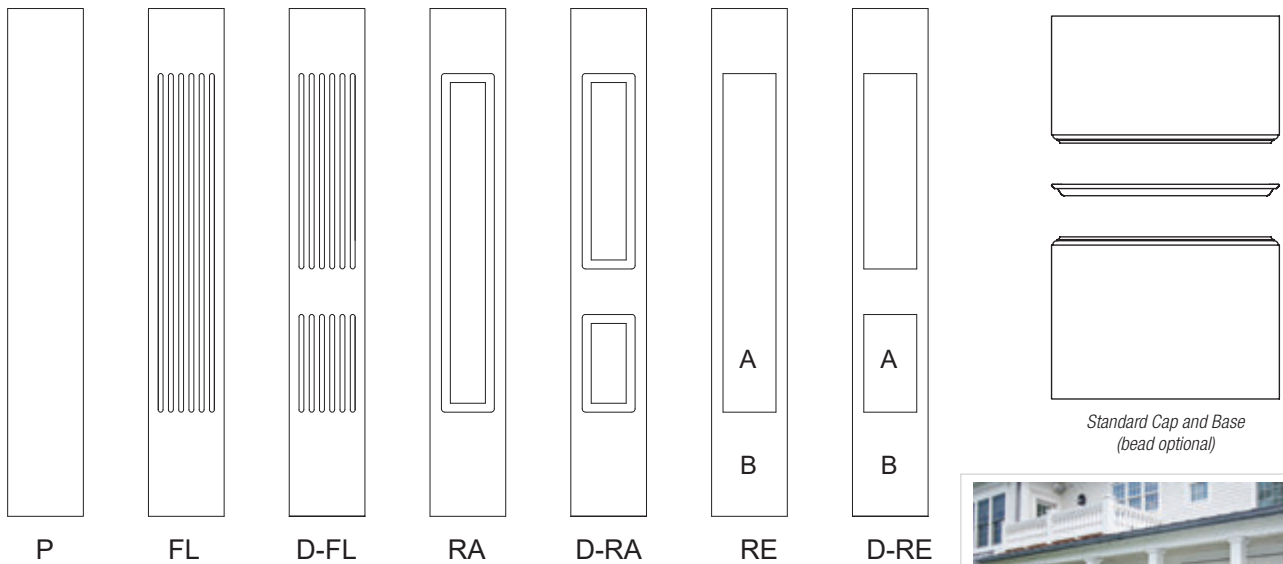 A
A
B
B
P
FL
D-FL
RA
D-RA
RE
D-RE
Standard Cap and Base
(bead optional)